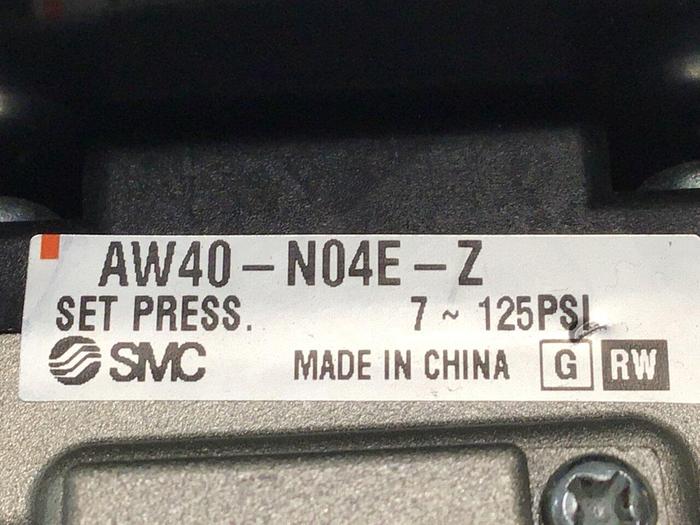 AW40-N04E-Z
SET PRESS. 7 ~ 125PSI
SMC MADE IN CHINA G RW